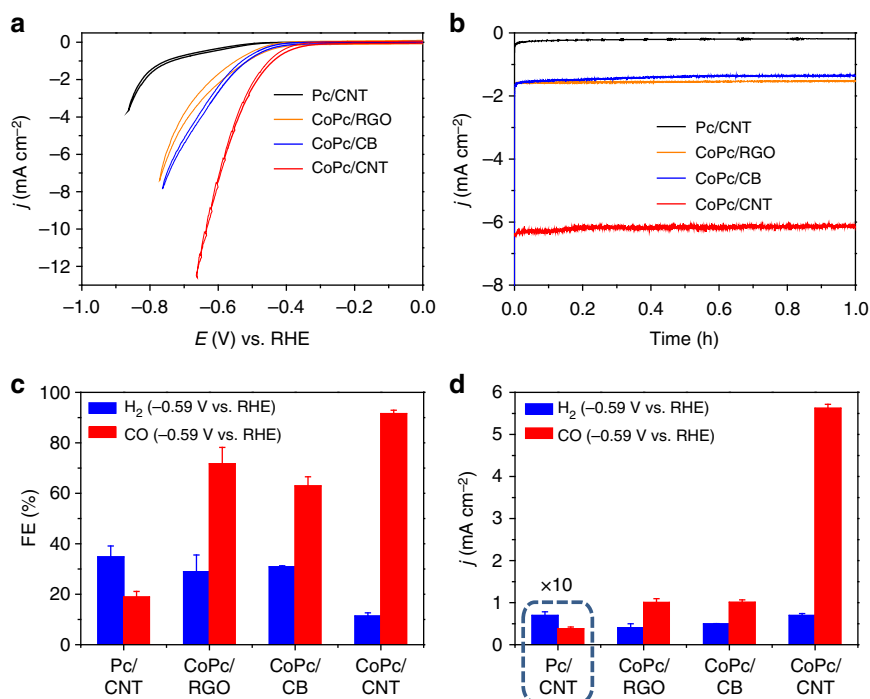 a
0
−2
−4
−6
−8
−10
−12
j (mA cm−2)
Pc/CNT
CoPc/RGO
CoPc/CB
CoPc/CNT
−1.0 −0.8 −0.6 −0.4 −0.2 0.0
E (V) vs. RHE
b
0
−2
−4
−6
−8
j (mA cm−2)
Pc/CNT
CoPc/RGO
CoPc/CB
CoPc/CNT
0.0 0.2 0.4 0.6 0.8 1.0
Time (h)
c
100
80
60
40
20
0
FE (%)
H2 (−0.59 V vs. RHE)
CO (−0.59 V vs. RHE)
Pc/ CoPc/ CoPc/ CoPc/
CNT RGO CB CNT
d
6
5
4
3
2
1
0
j (mA cm−2)
H2 (−0.59 V vs. RHE)
CO (−0.59 V vs. RHE)
×10
Pc/ CoPc/ CoPc/ CoPc/
CNT RGO CB CNT